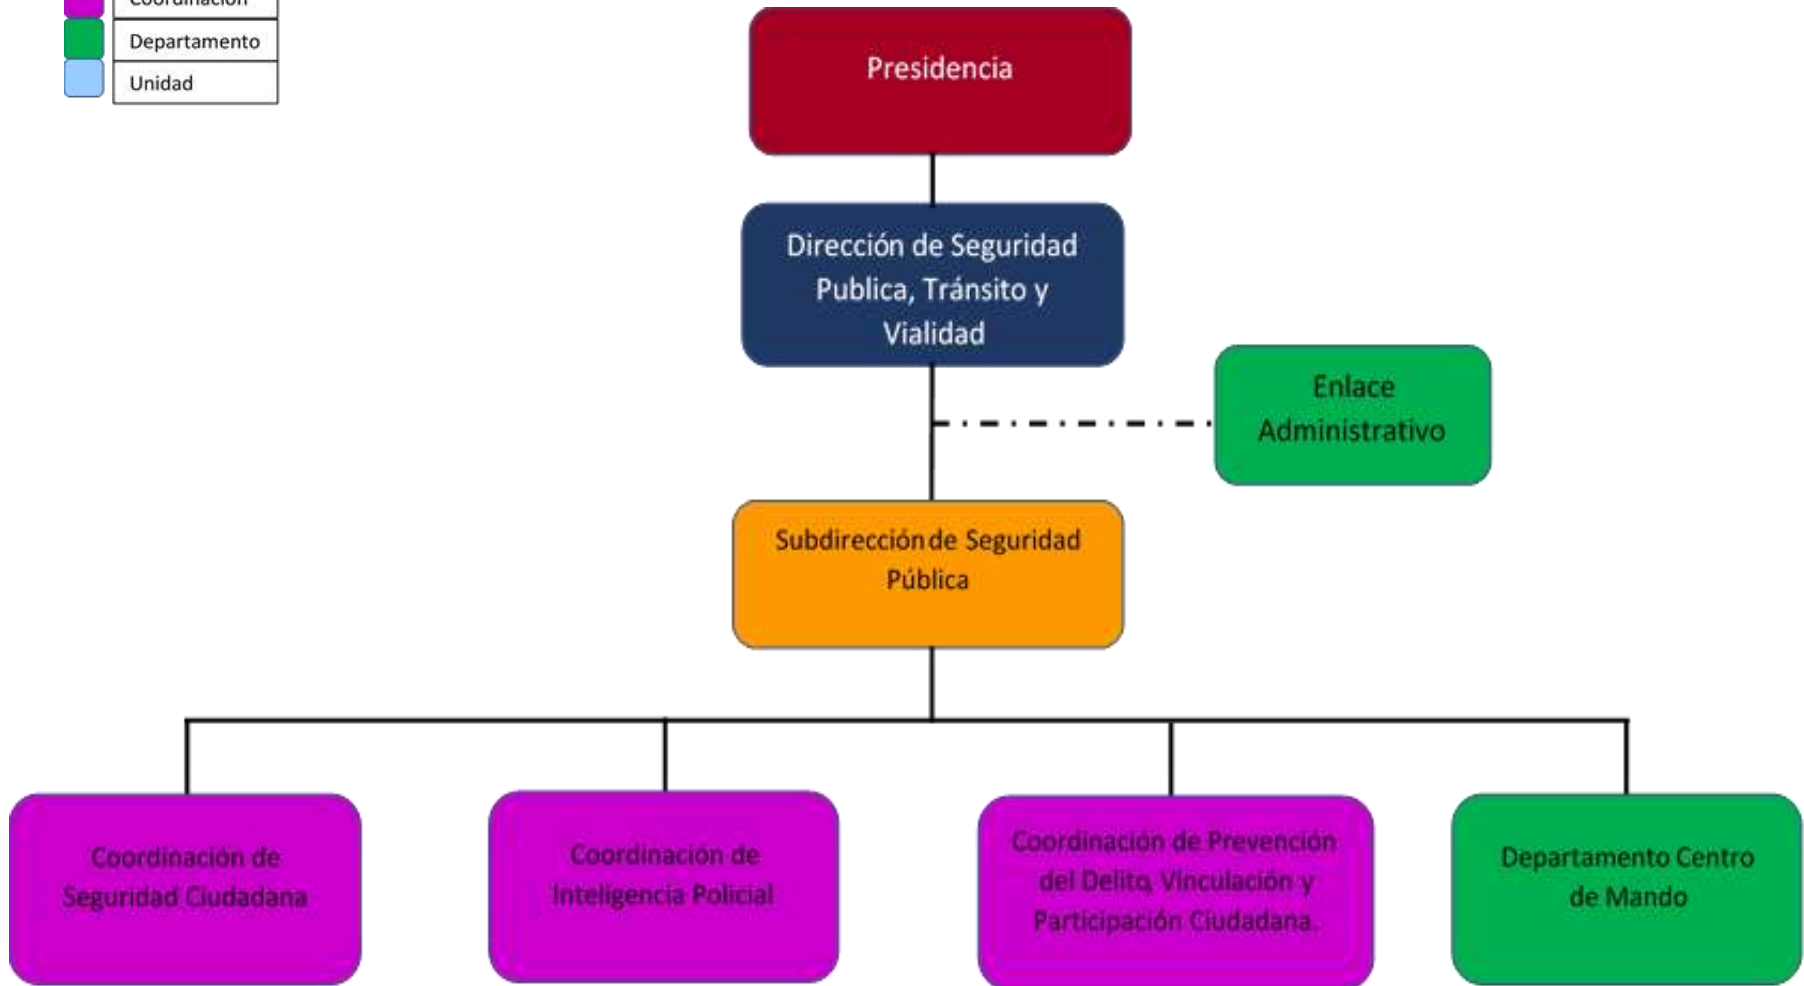 Coordinación
Departamento
Unidad
Presidencia
Dirección de Seguridad
Publica, Tránsito y
Vialidad
Enlace
Administrativo
Subdirección de Seguridad
Pública
Coordinación de
Seguridad Ciudadana
Coordinación de
Inteligencia Policial
Coordinación de Prevención
del Delito, Vinculación y
Participación Ciudadana.
Departamento Centro
de Mando